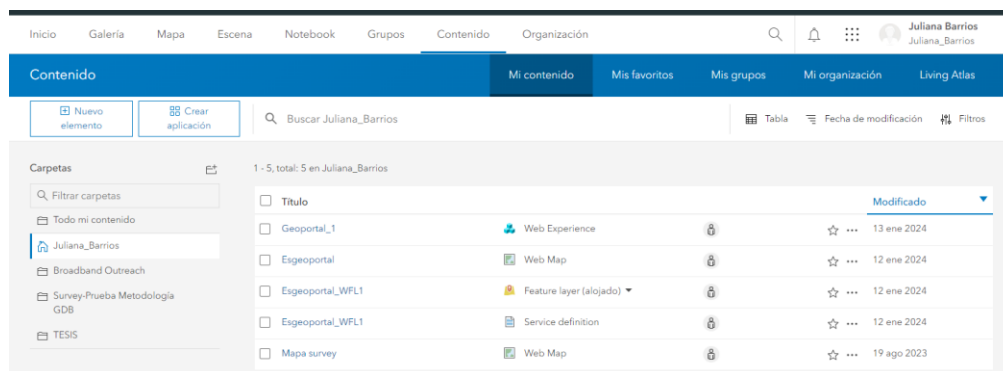 Inicio Galería Mapa Escena Notebook Grupos Contenido Organización Juliana Barrios
Juliana_Barrios
Contenido Mi contenido Mis favoritos Mis grupos Mi organización Living Atlas
Nuevo elemento Crear aplicación Buscar Juliana_Barrios Tabla Fecha de modificación Filtros
Carpetas 1 - 5, total: 5 en Juliana_Barrios
Filtrar carpetas
Todo mi contenido
Juliana_Barrios
Broadband Outreach
Survey-Prueba Metodología
GDB
TESIS
Título Modificado
Geoportal_1 Web Experience 13 ene 2024
Esgeoportal Web Map 12 ene 2024
Esgeoportal_WFL1 Feature layer (alojado) 12 ene 2024
Esgeoportal_WFL1 Service definition 12 ene 2024
Mapa survey Web Map 19 ago 2023